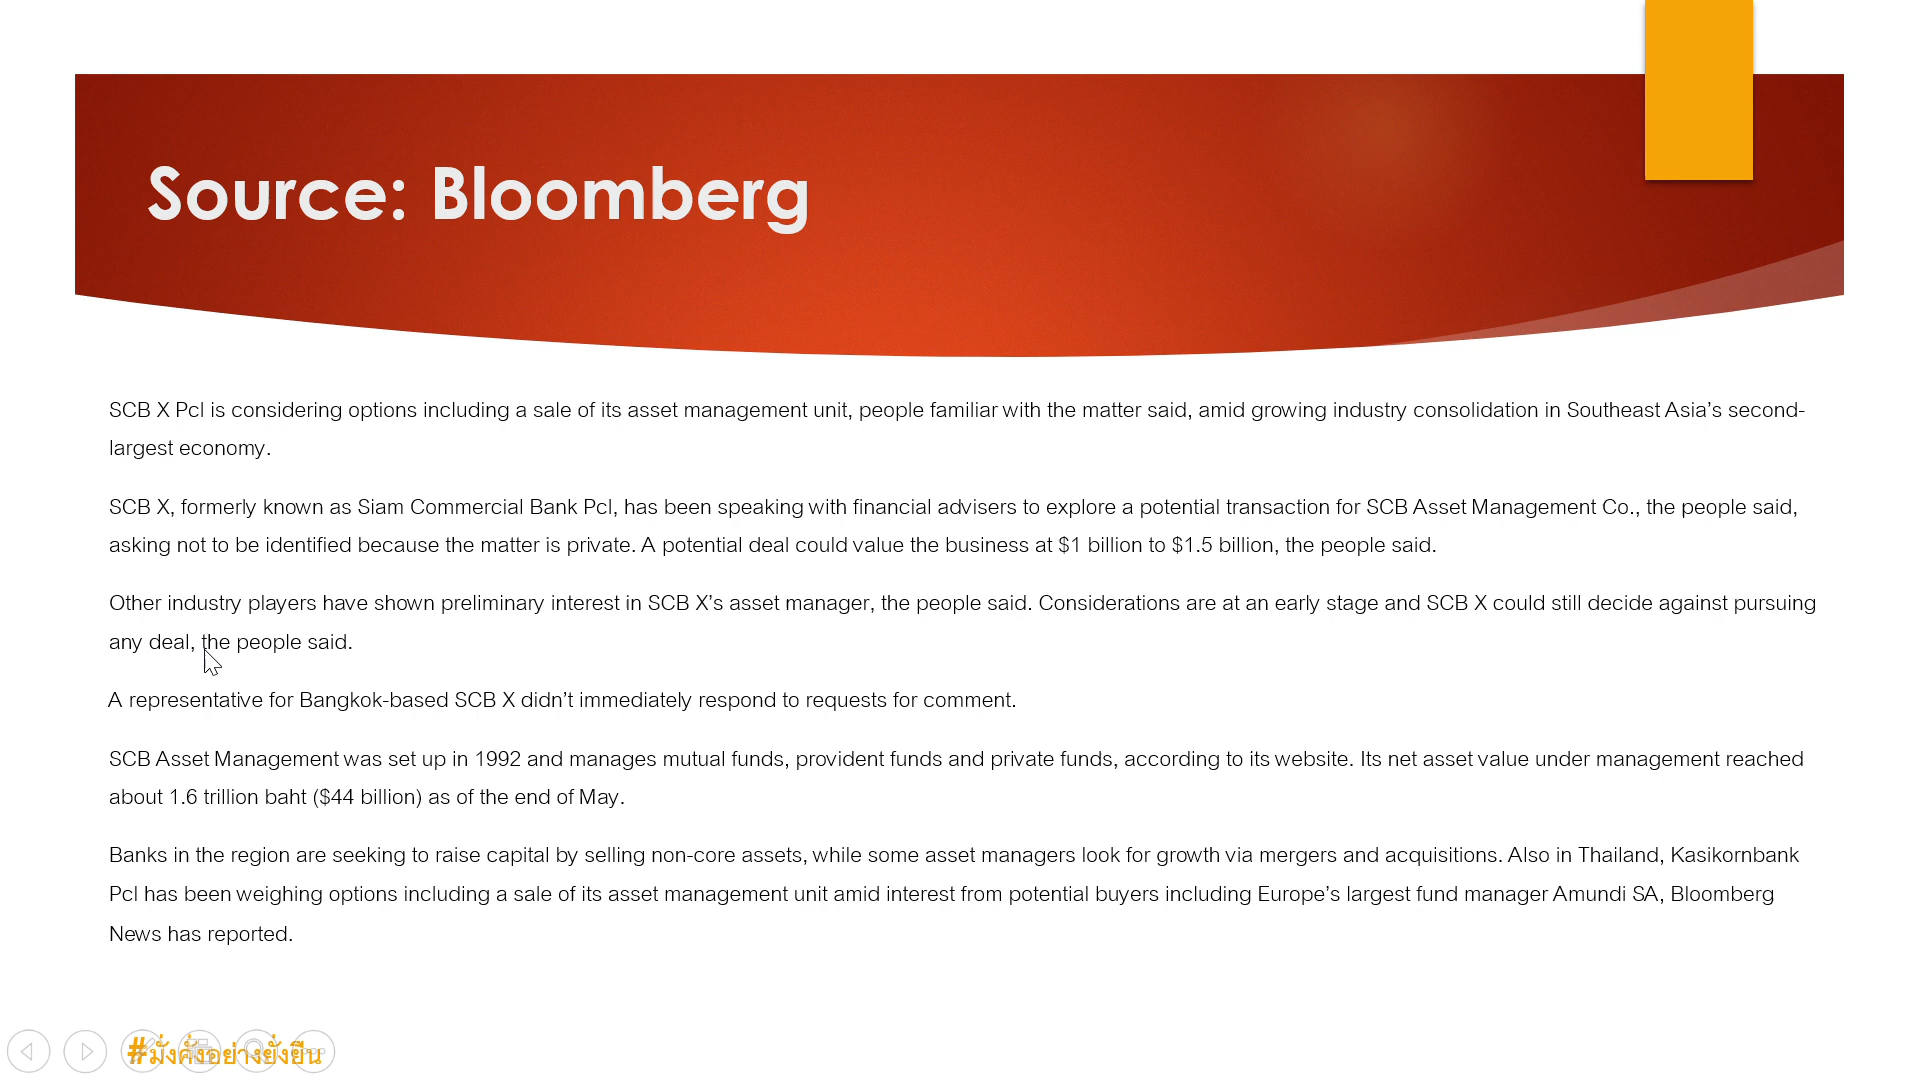 Source: Bloomberg
SCB X Pcl is considering options including a sale of its asset management unit, people familiar with the matter said, amid growing industry consolidation in Southeast Asia’s second-
largest economy.
SCB X, formerly known as Siam Commercial Bank Pcl, has been speaking with financial advisers to explore a potential transaction for SCB Asset Management Co., the people said,
asking not to be identified because the matter is private. A potential deal could value the business at $1 billion to $1.5 billion, the people said.
Other industry players have shown preliminary interest in SCB X’s asset manager, the people said. Considerations are at an early stage and SCB X could still decide against pursuing
any deal, the people said.
A representative for Bangkok-based SCB X didn’t immediately respond to requests for comment.
SCB Asset Management was set up in 1992 and manages mutual funds, provident funds and private funds, according to its website. Its net asset value under management reached
about 1.6 trillion baht ($44 billion) as of the end of May.
Banks in the region are seeking to raise capital by selling non-core assets, while some asset managers look for growth via mergers and acquisitions. Also in Thailand, Kasikornbank
Pcl has been weighing options including a sale of its asset management unit amid interest from potential buyers including Europe’s largest fund manager Amundi SA, Bloomberg
News has reported.
#มั่งคั่งอย่างยั่งยืน